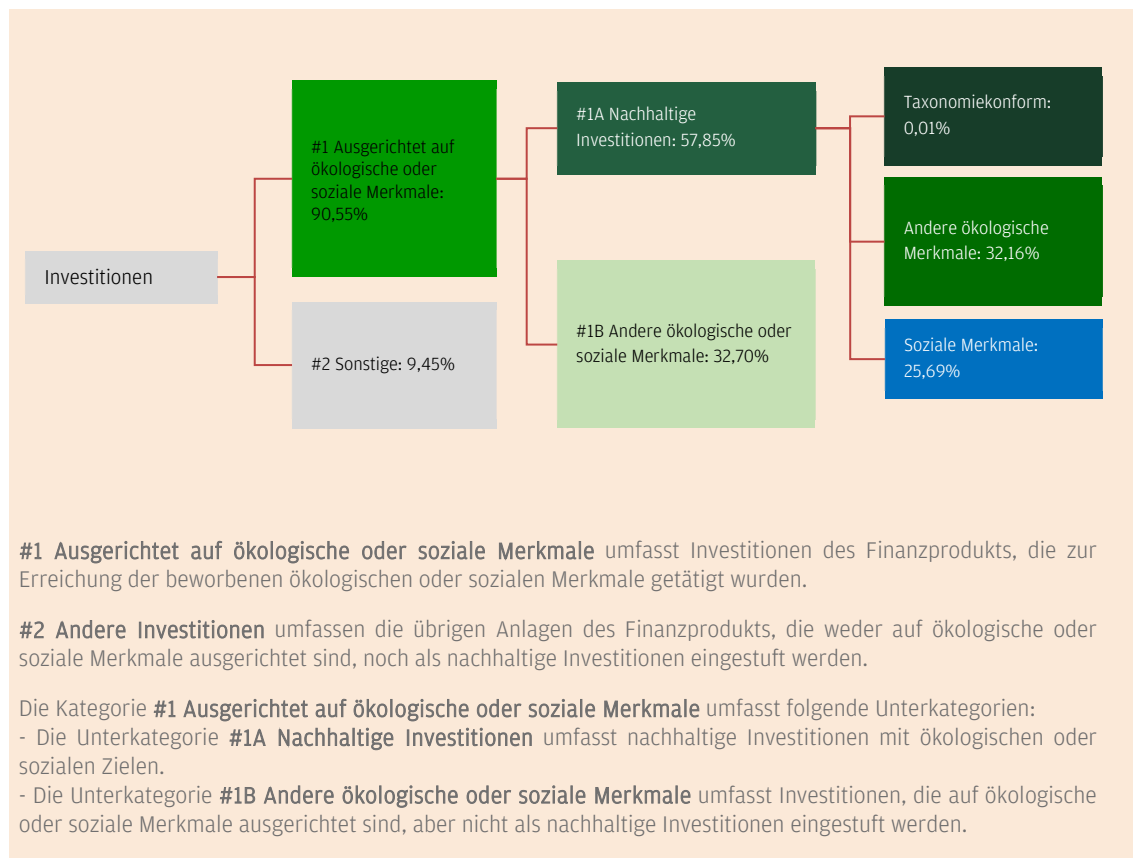 Investitionen
#1 Ausgerichtet auf
ökologische oder
soziale Merkmale:
90,55%
#2 Sonstige: 9,45%
#1A Nachhaltige
Investitionen: 57,85%
#1B Andere ökologische oder
soziale Merkmale: 32,70%
Taxonomiekonform:
0,01%
Andere ökologische
Merkmale: 32,16%
Soziale Merkmale:
25,69%
#1 Ausgerichtet auf ökologische oder soziale Merkmale umfasst Investitionen des Finanzprodukts, die zur
Erreichung der beworbenen ökologischen oder sozialen Merkmale getätigt wurden.
#2 Andere Investitionen umfassen die übrigen Anlagen des Finanzprodukts, die weder auf ökologische oder
soziale Merkmale ausgerichtet sind, noch als nachhaltige Investitionen eingestuft werden.
Die Kategorie #1 Ausgerichtet auf ökologische oder soziale Merkmale umfasst folgende Unterkategorien:
- Die Unterkategorie #1A Nachhaltige Investitionen umfasst nachhaltige Investitionen mit ökologischen oder
sozialen Zielen.
- Die Unterkategorie #1B Andere ökologische oder soziale Merkmale umfasst Investitionen, die auf ökologische
oder soziale Merkmale ausgerichtet sind, aber nicht als nachhaltige Investitionen eingestuft werden.